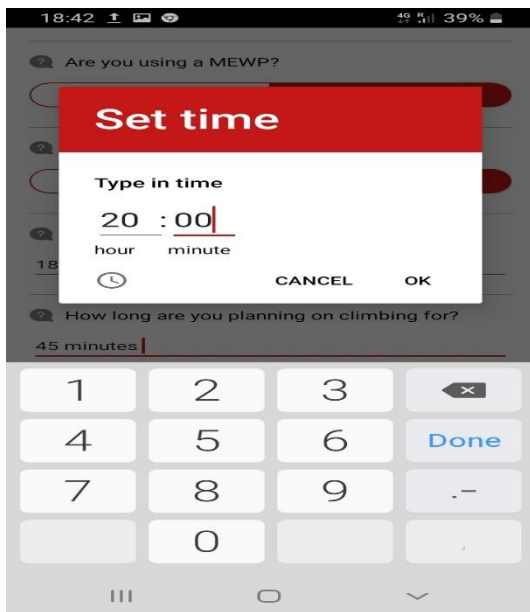 18:42 4G R 39%
Are you using a MEWP?
Set time
Type in time
20 : 00
hour minute
18
CANCEL OK
How long are you planning on climbing for?
45 minutes
1 2 3
4 5 6 Done
7 8 9 .-
0 ,